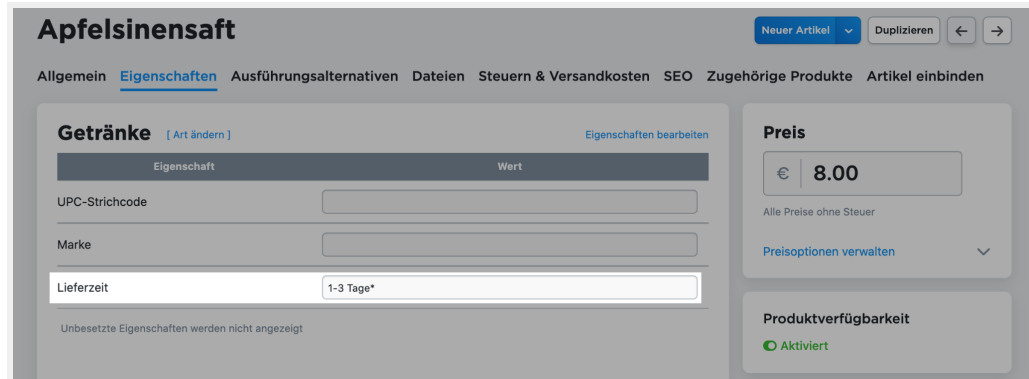 Apfelsinensaft
Neuer Artikel
Duplizieren
Allgemein Eigenschaften Ausführungsalternativen Dateien Steuern & Versandkosten SEO Zugehörige Produkte Artikel einbinden
Getränke [ Art ändern ] Eigenschaften bearbeiten
Eigenschaft Wert
UPC-Strichcode
Marke
Lieferzeit 1-3 Tage*
Unbesetzte Eigenschaften werden nicht angezeigt
Preis
€ 8.00
Alle Preise ohne Steuer
Preisoptionen verwalten
Produktverfügbarkeit
Aktiviert